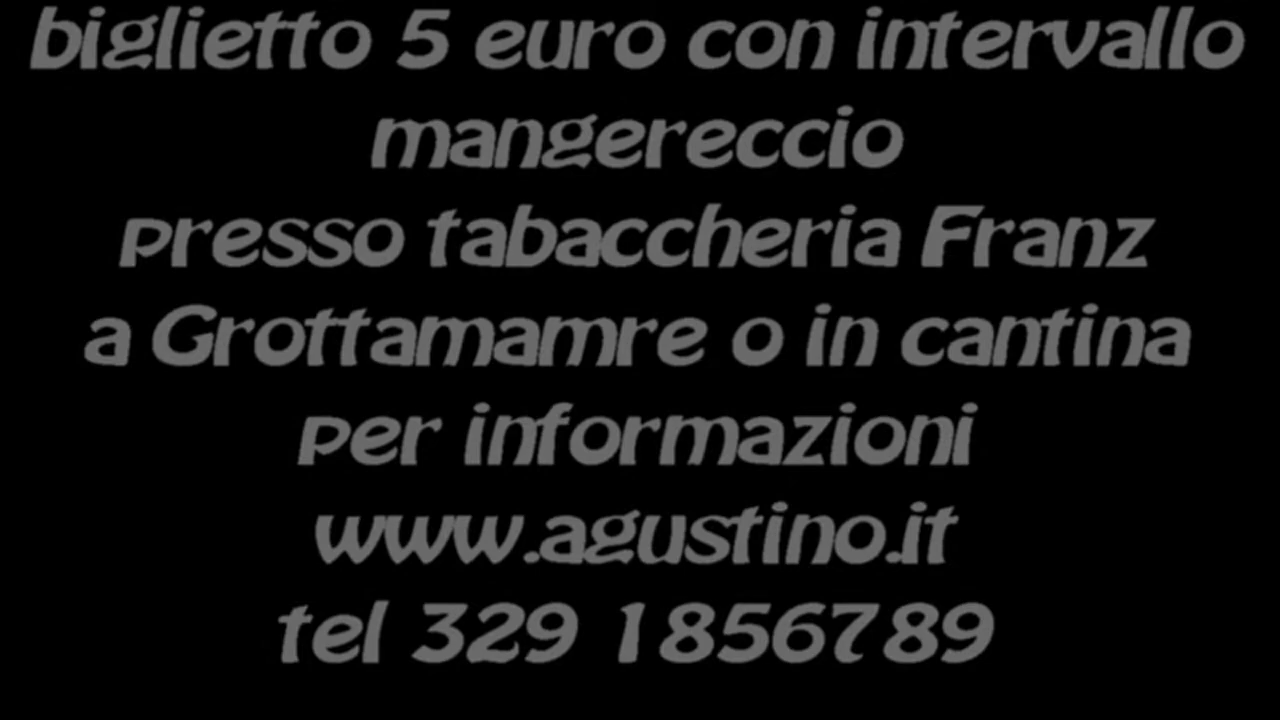 biglietto 5 euro con intervallo
mangereccio
presso tabaccheria Franz
a Grottamamre o in cantina
per informazioni
www.agustino.it
tel 329 1856789